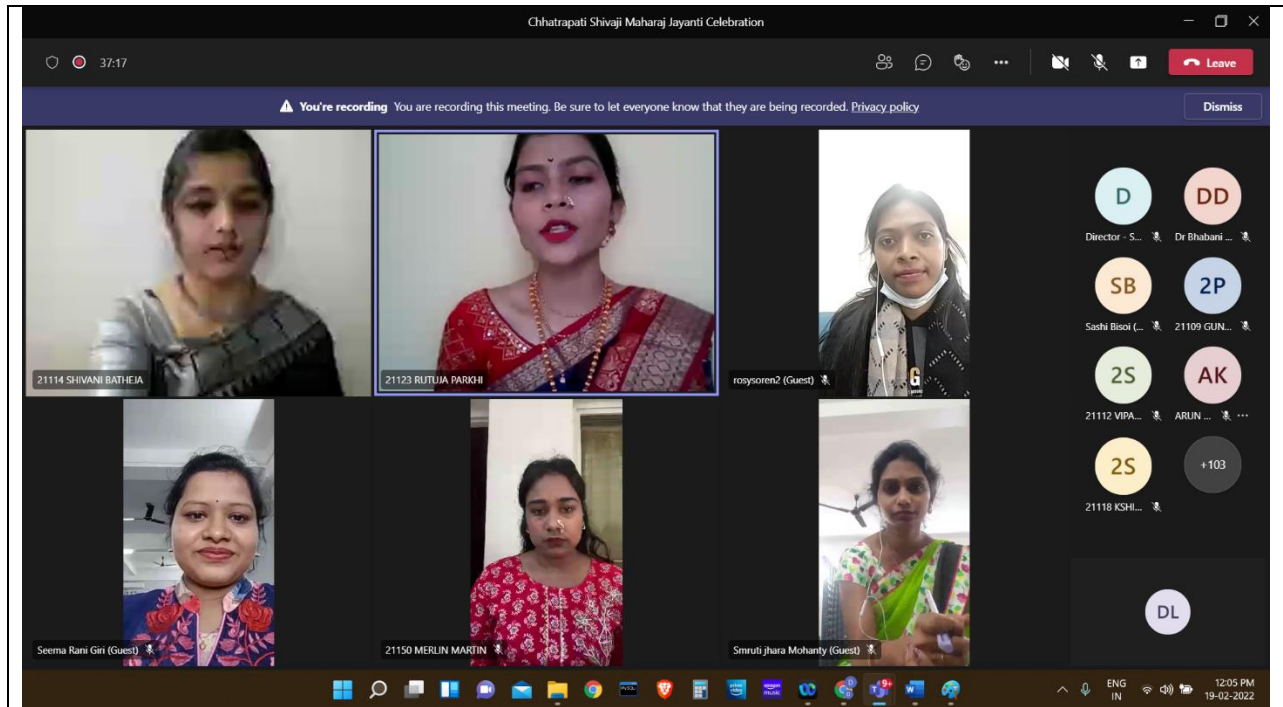 Chhatrapati Shivaji Maharaj Jayanti Celebration
37:17
Leave
You're recording You are recording this meeting. Be sure to let everyone know that they are being recorded. Privacy policy
Dismiss
21114 SHIVANI BATHEJA
21123 RUTUJA PARKHI
rosysoren2 (Guest)
G
D
DD
Director - S...
Dr Bhabani ...
SB
2P
Sashi Bisoi (...
21109 GUN...
2S
AK
21112 VIPA...
ARUN ...
2S
+103
21118 KSHI...
Seema Rani Giri (Guest)
21150 MERLIN MARTIN
Smruti jhara Mohanty (Guest)
DL
9+
ENG
IN
12:05 PM
19-02-2022